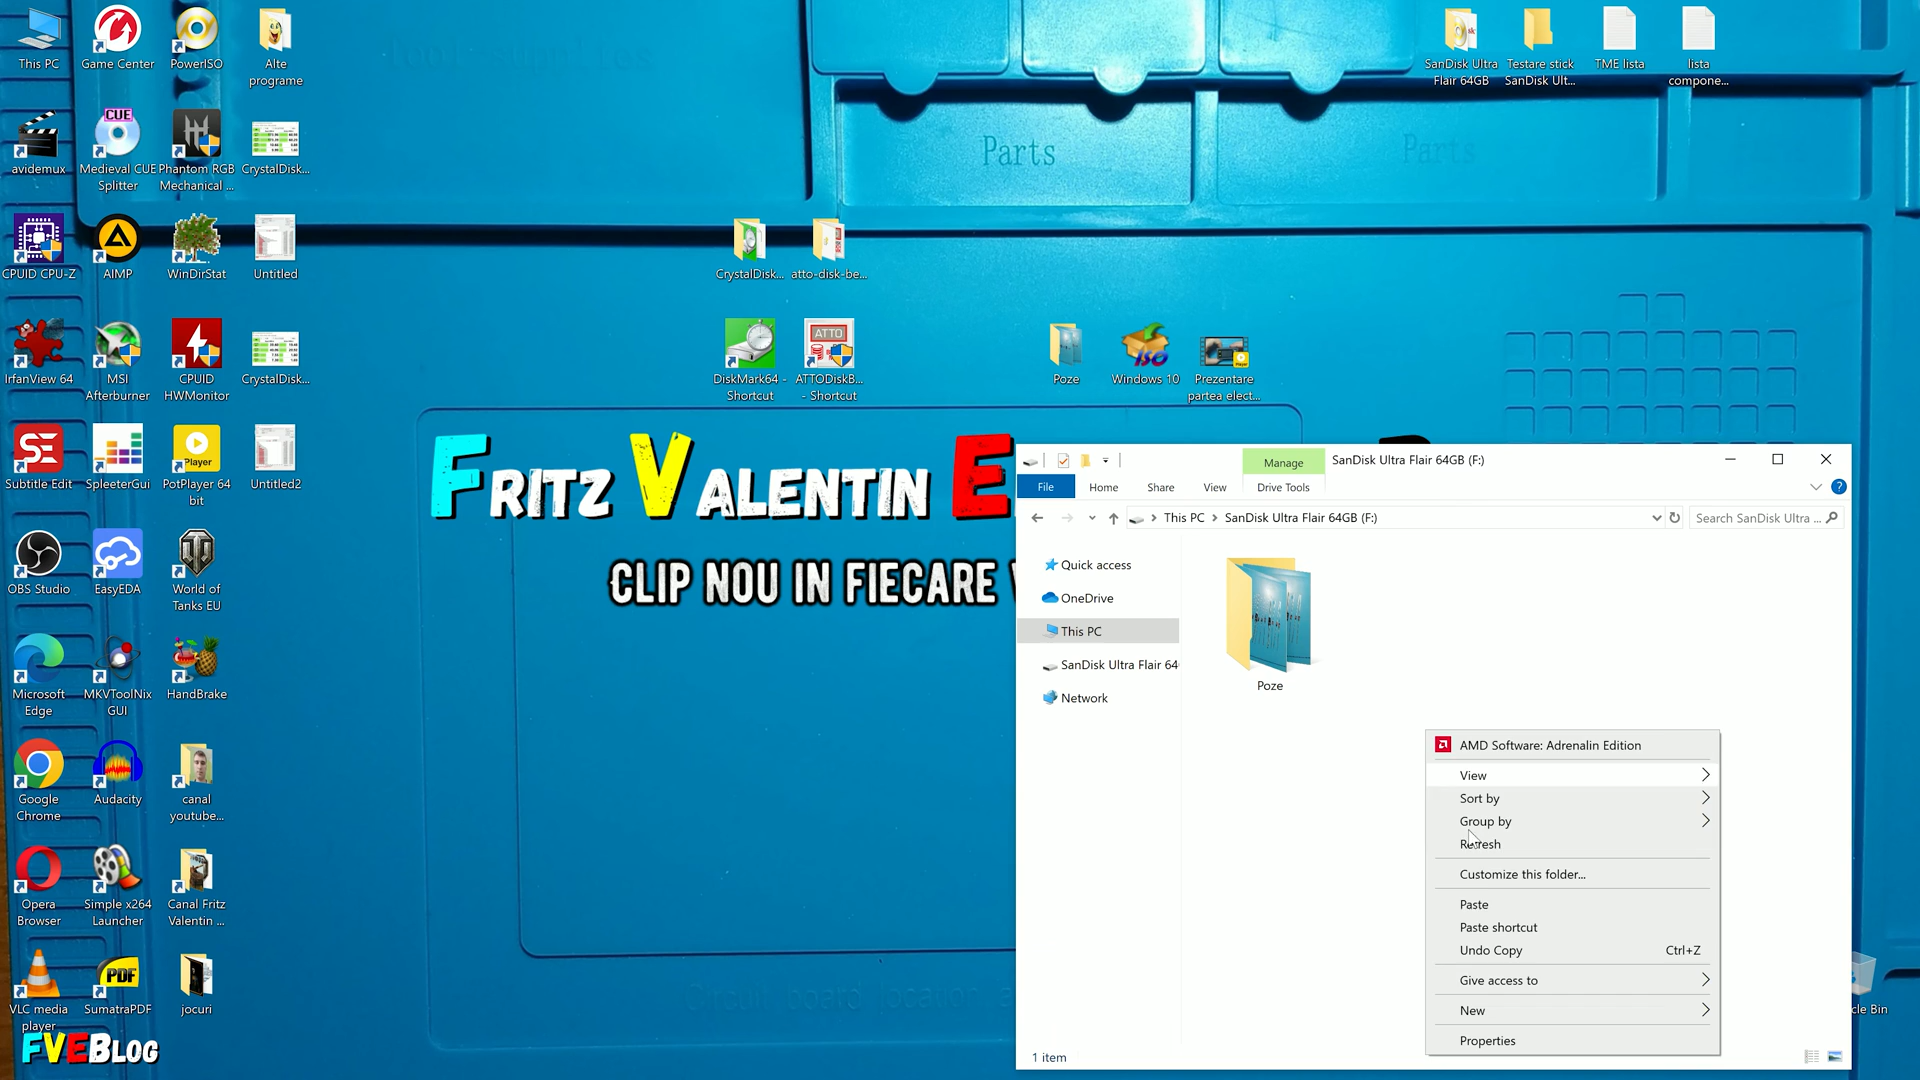 This PC
Game Center
PowerISO
Alte
programe
SanDisk Ultra
Flair 64GB
Testare stick
SanDisk Ult...
TME lista
lista
compone...
CUE
avidemux
Medieval CUE
Splitter
Phantom RGB
Mechanical ...
CrystalDisk...
Parts
Parts
CPUID CPU-Z
AIMP
WinDirStat
Untitled
CrystalDisk...
atto-disk-be...
IrfanView 64
MSI
Afterburner
CPUID
HWMonitor
CrystalDisk...
ATTO
DiskMark64 -
Shortcut
ATTODiskB...
- Shortcut
Poze
ISO
Windows 10
Prezentare
partea elect...
SE
Player
Subtitle Edit
SpleeterGui
PotPlayer 64
bit
Untitled2
FRITZ VALENTIN E
CLIP NOU IN FIECARE
Manage
SanDisk Ultra Flair 64GB (F:)
File
Home
Share
View
Drive Tools
This PC
SanDisk Ultra Flair 64GB (F:)
Search SanDisk Ultra ...
OBS Studio
EasyEDA
World of
Tanks EU
Quick access
OneDrive
This PC
SanDisk Ultra Flair 64
Network
Poze
Microsoft
Edge
MKVToolNix
GUI
HandBrake
Google
Chrome
Audacity
canal
youtube...
AMD Software: Adrenalin Edition
View
Sort by
Group by
Refresh
Customize this folder...
Paste
Paste shortcut
Undo Copy Ctrl+Z
Give access to
New
Properties
Opera
Browser
Simple x264
Launcher
Canal Fritz
Valentin ...
PDF
VLC media
player
SumatraPDF
jocuri
cle Bin
FVEBLOG
1 item